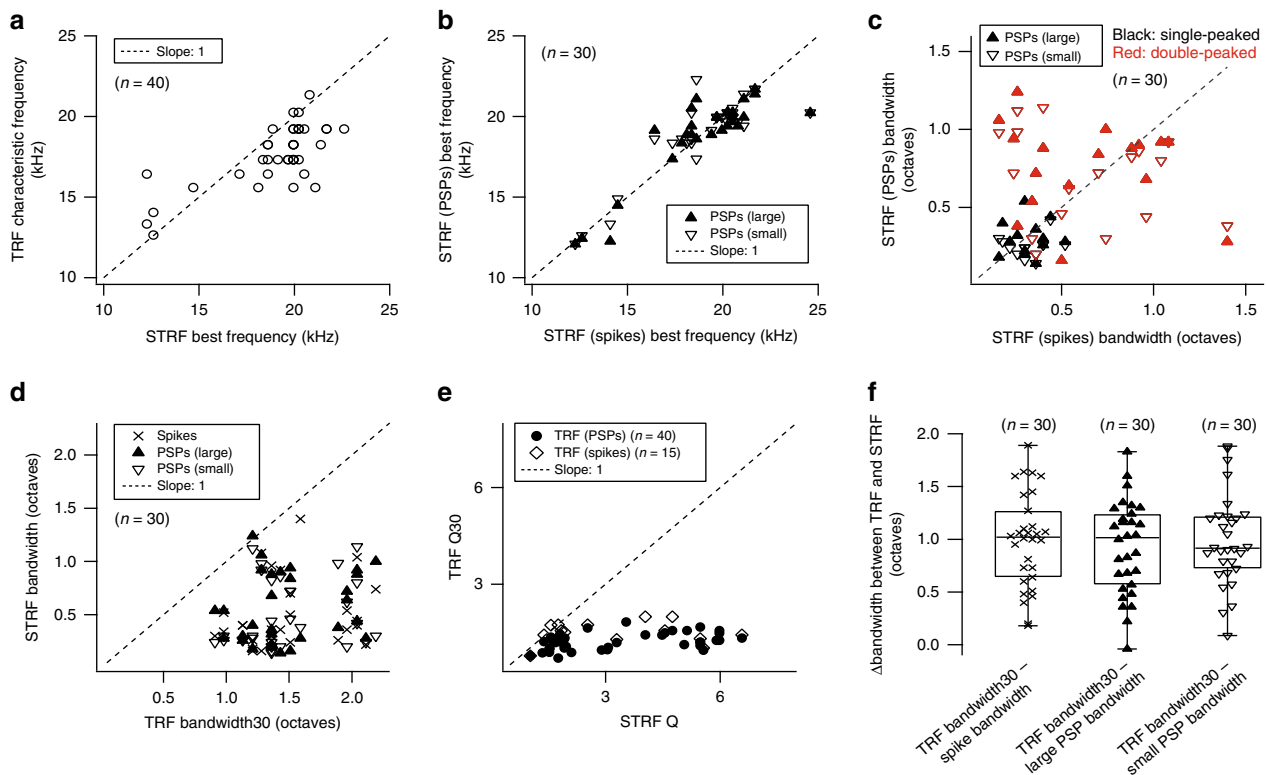 a
25
20
15
10
TRF characteristic frequency
(kHz)
Slope: 1
(n = 40)
10
15
20
25
STRF best frequency (kHz)
b
25
20
15
10
STRF (PSPs) best frequency
(kHz)
(n = 30)
PSPs (large)
PSPs (small)
Slope: 1
10
15
20
25
STRF (spikes) best frequency (kHz)
c
1.5
1.0
0.5
STRF (PSPs) bandwidth
(octaves)
PSPs (large)
PSPs (small)
Black: single-peaked
Red: double-peaked
(n = 30)
0.5
1.0
1.5
STRF (spikes) bandwidth (octaves)
d
2.0
1.5
1.0
0.5
STRF bandwidth (octaves)
Spikes
PSPs (large)
PSPs (small)
Slope: 1
(n = 30)
0.5
1.0
1.5
2.0
TRF bandwidth30 (octaves)
e
6
3
TRF Q30
TRF (PSPs) (n = 40)
TRF (spikes) (n = 15)
Slope: 1
3
6
STRF Q
f
2.0
1.5
1.0
0.5
0.0
Δbandwidth between TRF and STRF
(octaves)
(n = 30)
(n = 30)
(n = 30)
TRF bandwidth30 –
spike bandwidth
TRF bandwidth30 –
large PSP bandwidth
TRF bandwidth30 –
small PSP bandwidth